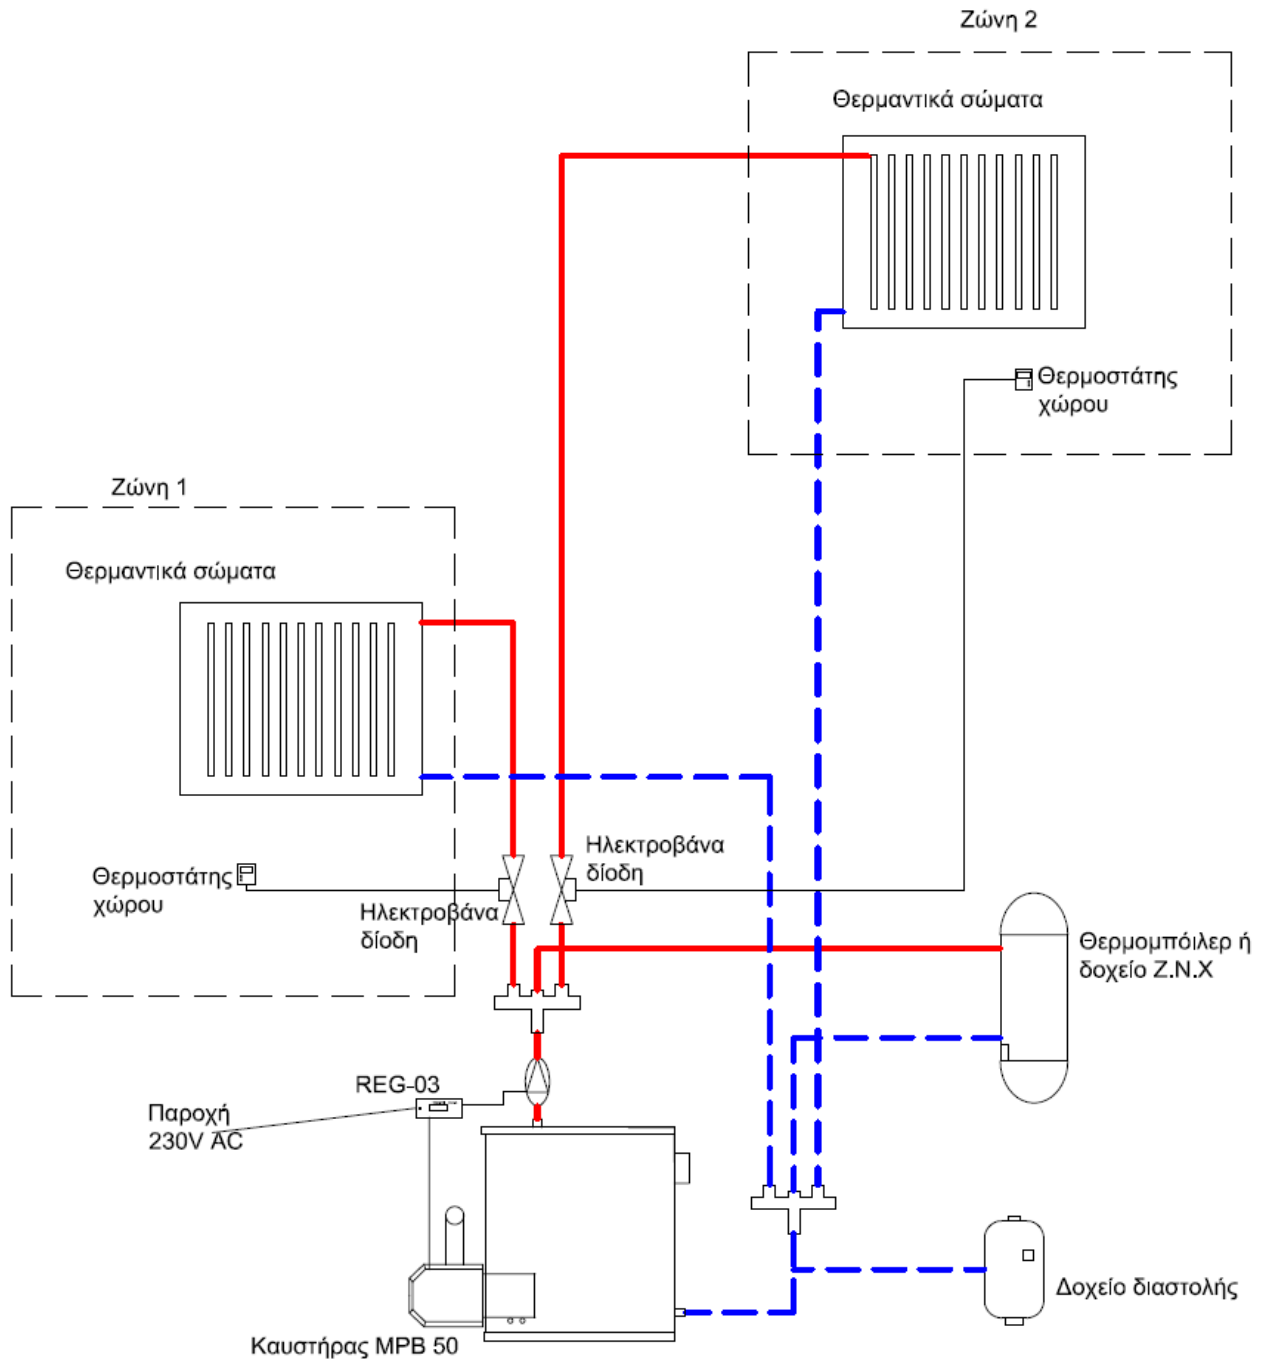 Ζώνη 2
Θερμαντικά σώματα
Θερμοστάτης
χώρου
Ζώνη 1
Θερμαντικά σώματα
Θερμοστάτης
χώρου
Ηλεκτροβάνα
δίοδη
Ηλεκτροβάνα
δίοδη
Θερμομπόιλερ ή
δοχείο Ζ.Ν.Χ
REG-03
Παροχή
230V AC
Δοχείο διαστολής
Καυστήρας MPB 50